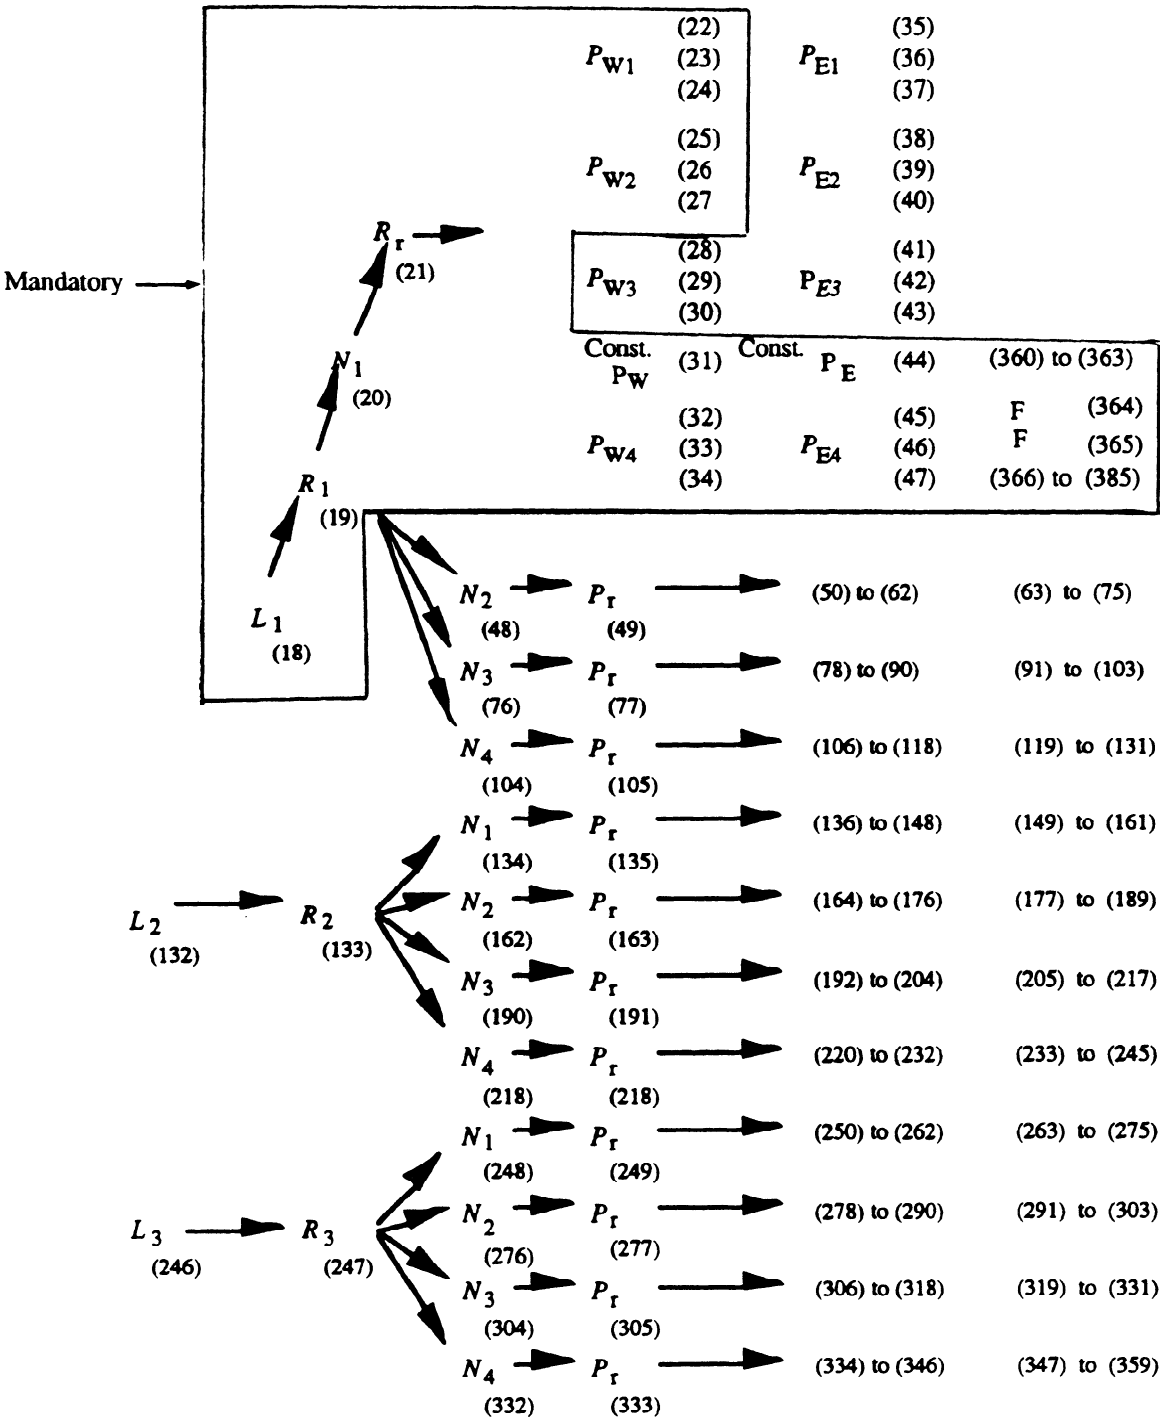 (22) (35)
P W1 (23) P E1 (36)
(24) (37)
(25) (38)
P W2 (26 P E2 (39)
(27 (40)
R r
(21)
(28) (41)
Mandatory P W3 (29) P E3 (42)
(30) (43)
N 1
(20)
Const. P W (31) Const. P E (44) (360) to (363)
(32) (45) F (364)
P W4 (33) P E4 (46) F (365)
(34) (47) (366) to (385)
R 1
(19)
N 2 P r (50) to (62) (63) to (75)
(48) (49)
L 1
(18)
N 3 P r (78) to (90) (91) to (103)
(76) (77)
N 4 P r (106) to (118) (119) to (131)
(104) (105)
N 1 P r (136) to (148) (149) to (161)
(134) (135)
L 2 R 2 N 2 P r (164) to (176) (177) to (189)
(132) (133) (162) (163)
N 3 P r (192) to (204) (205) to (217)
(190) (191)
N 4 P r (220) to (232) (233) to (245)
(218) (218)
N 1 P r (250) to (262) (263) to (275)
(248) (249)
L 3 R 3 N 2 P r (278) to (290) (291) to (303)
(246) (247) (276) (277)
N 3 P r (306) to (318) (319) to (331)
(304) (305)
N 4 P r (334) to (346) (347) to (359)
(332) (333)